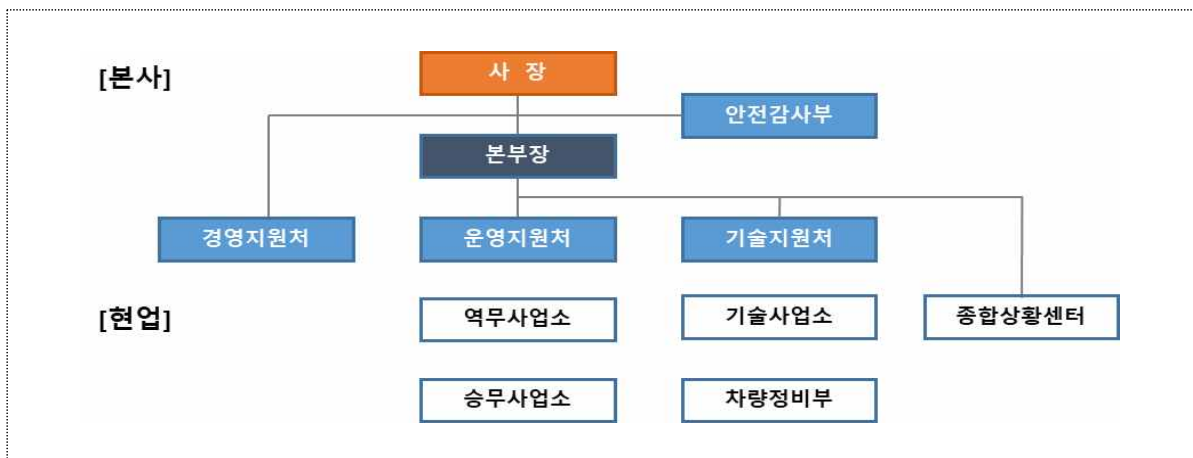 [본사]
사 장
안전감사부
본부장
경영지원처
운영지원처
기술지원처
[현업]
역무사업소
기술사업소
종합상황센터
승무사업소
차량정비부